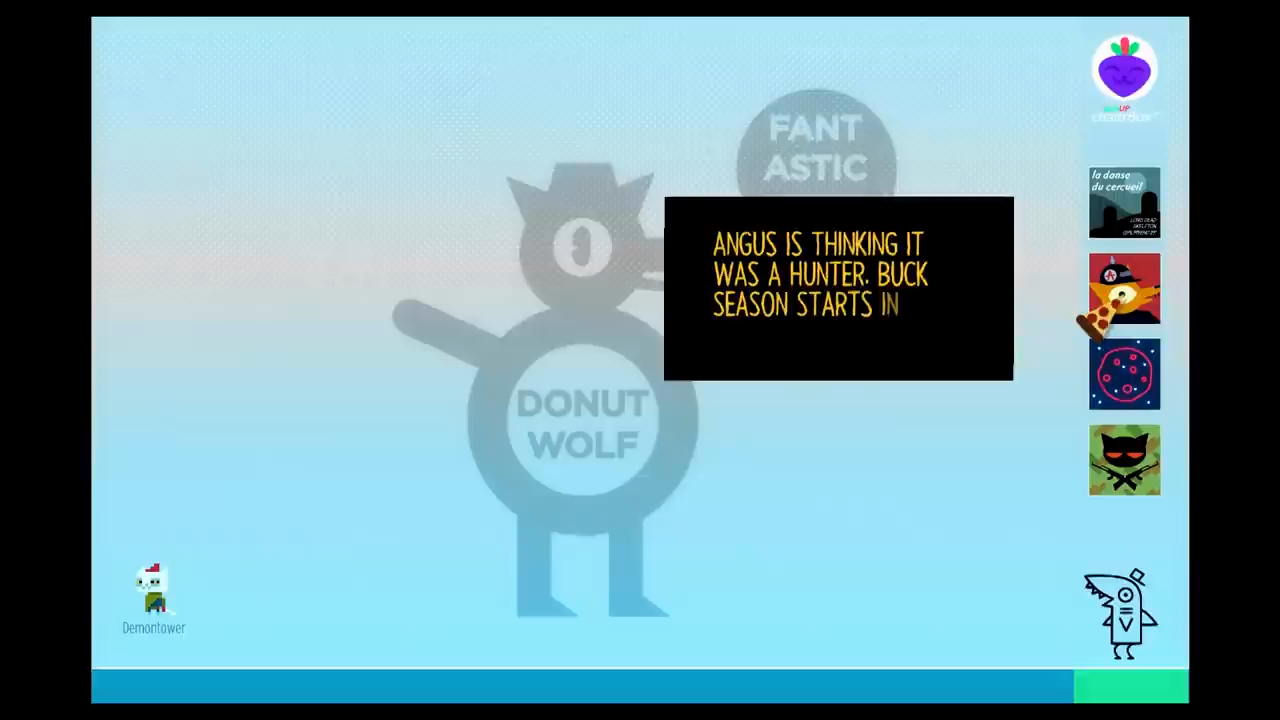 FANT
ASTIC
ANGUS IS THINKING IT
WAS A HUNTER. BUCK
SEASON STARTS IN
DONUT
WOLF
la danse
du cercueil
Demontower